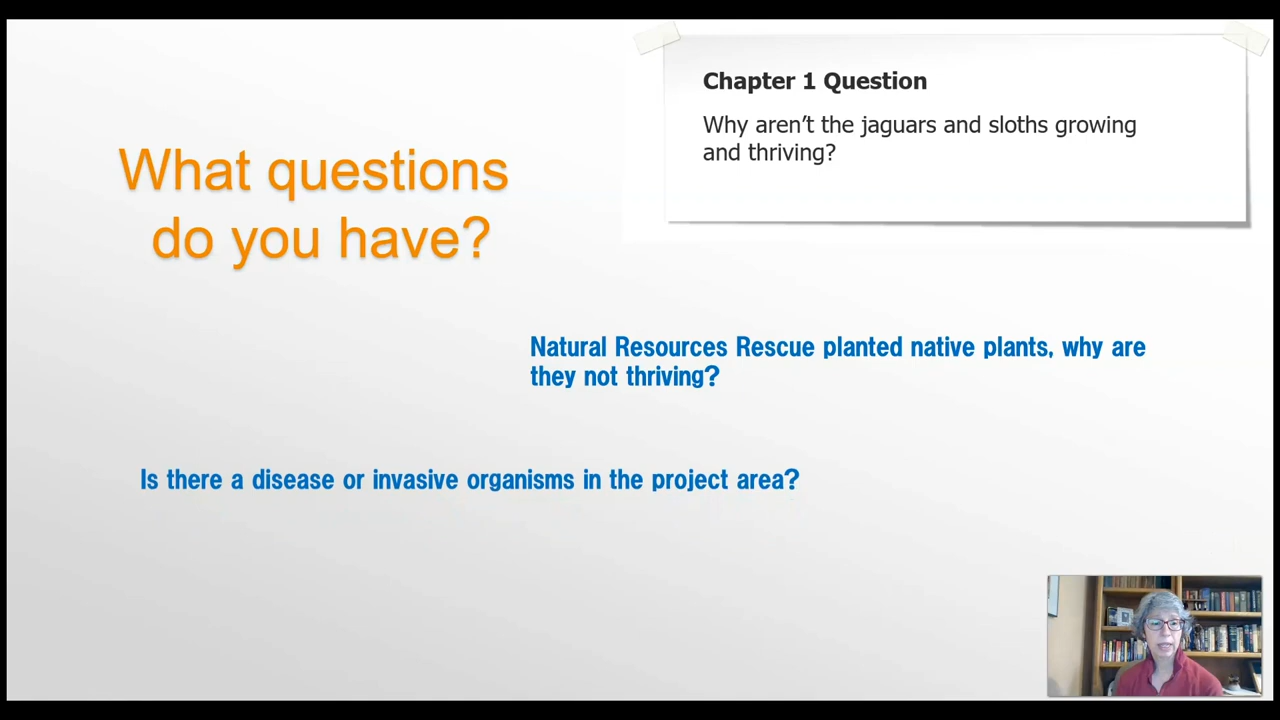 Chapter 1 Question
Why aren’t the jaguars and sloths growing
and thriving?
What questions
do you have?
Natural Resources Rescue planted native plants, why are
they not thriving?
Is there a disease or invasive organisms in the project area?